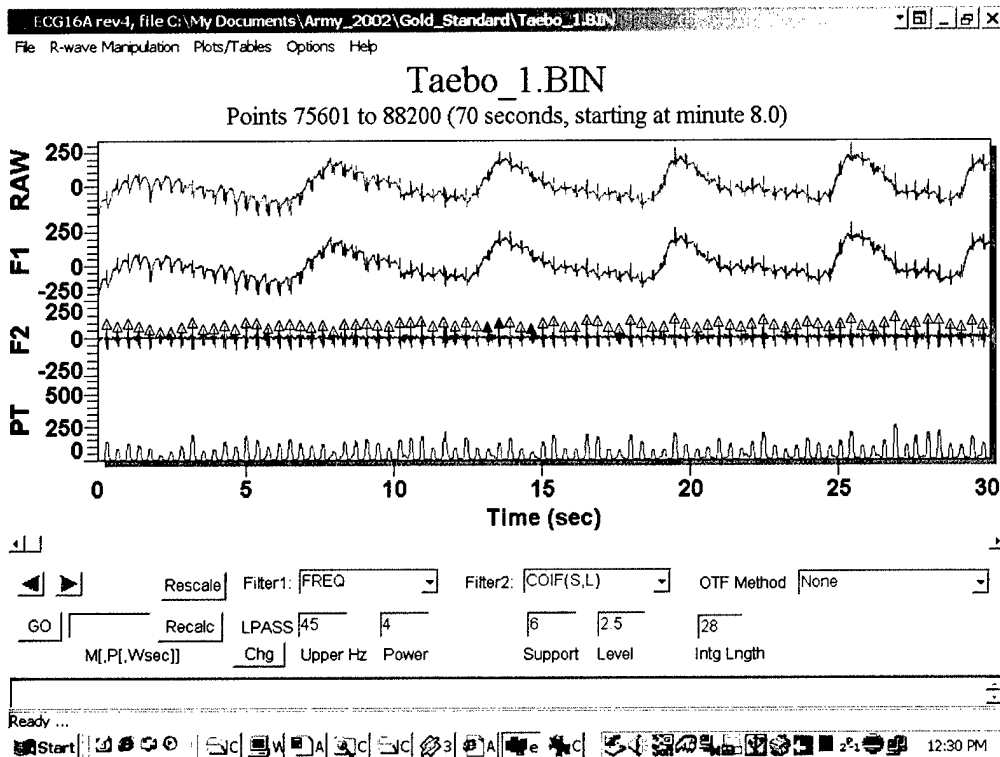 ECG16A rev4, file C:\My Documents\Army_2002\Gold_Standard\Taebo_1.BIN
File R-wave Manipulation Plots/Tables Options Help
Taebo_1.BIN
Points 75601 to 88200 (70 seconds, starting at minute 8.0)
RAW 250 0
F1 250 0 -250
F2 250 0 -250
PT 500 250 0
0 5 10 15 20 25 30
Time (sec)
Rescale Filter1: FREQ Filter2: COIF(S,L) OTF Method None
GO Recalc LPASS 45 4 6 2.5 28
M[,P[,Wsec]] Chg Upper Hz Power Support Level Intg Lngth
Ready ...
Start C W A C C 3 A e C 12:30 PM